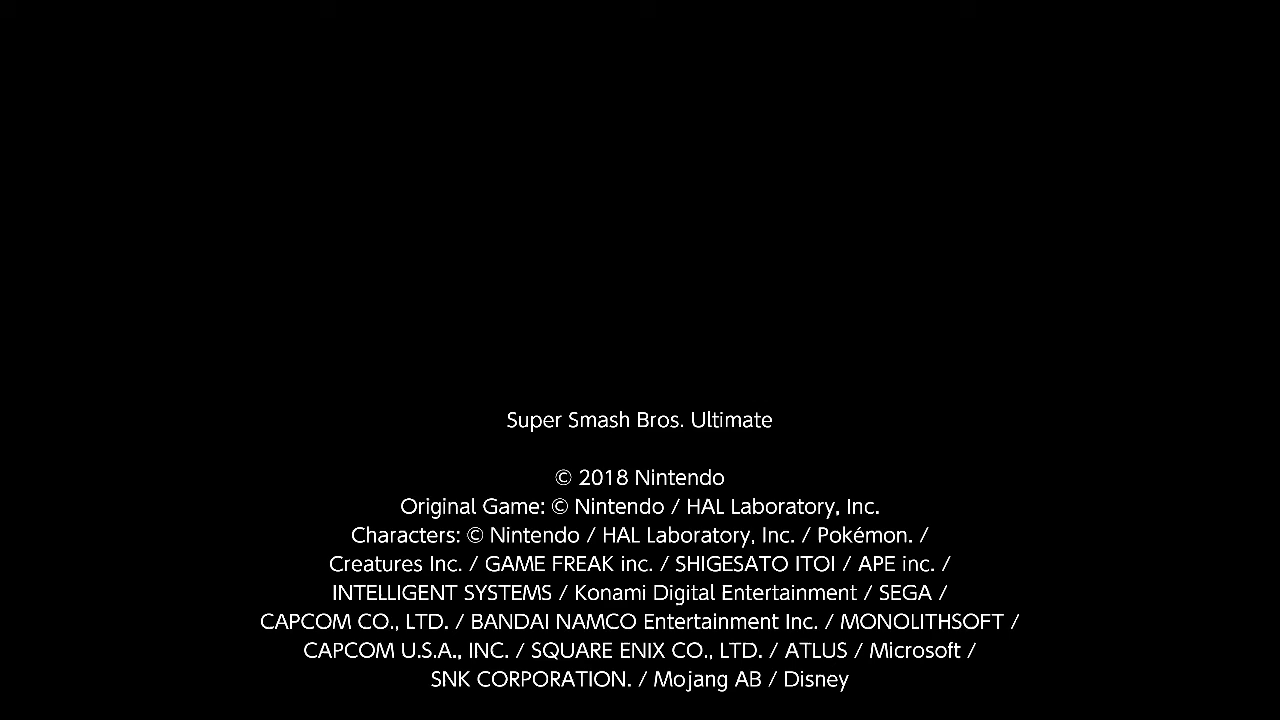 Super Smash Bros. Ultimate
© 2018 Nintendo
Original Game: © Nintendo / HAL Laboratory, Inc.
Characters: © Nintendo / HAL Laboratory, Inc. / Pokémon. /
Creatures Inc. / GAME FREAK inc. / SHIGESATO ITOI / APE inc. /
INTELLIGENT SYSTEMS / Konami Digital Entertainment / SEGA /
CAPCOM CO., LTD. / BANDAI NAMCO Entertainment Inc. / MONOLITHSOFT /
CAPCOM U.S.A., INC. / SQUARE ENIX CO., LTD. / ATLUS / Microsoft /
SNK CORPORATION. / Mojang AB / Disney